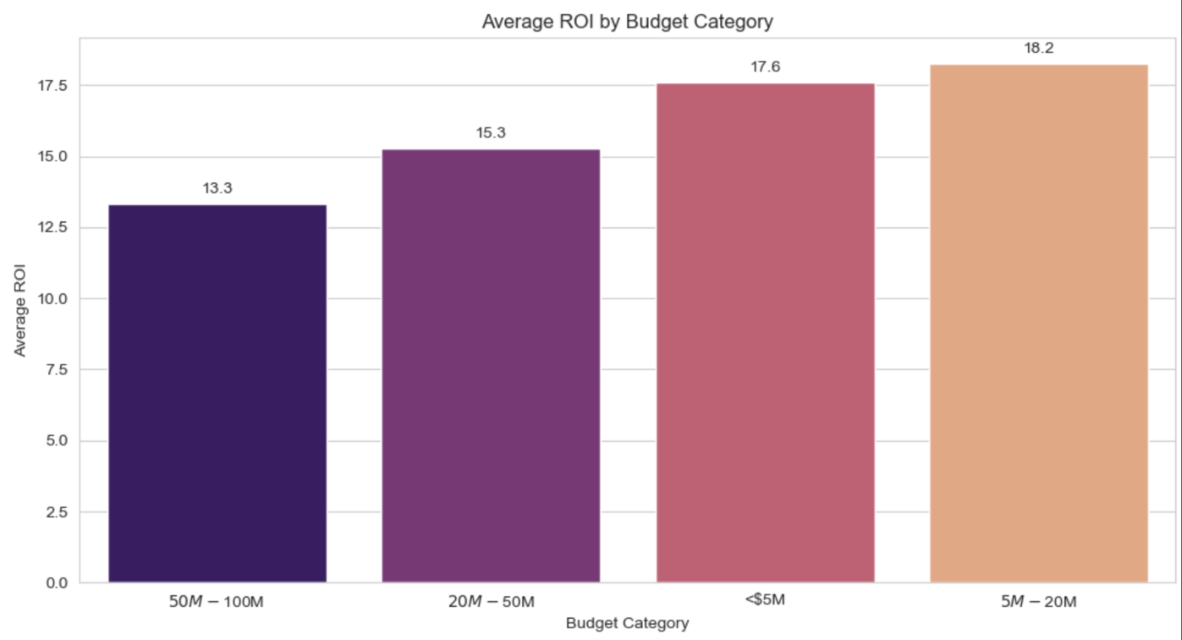 Average ROI by Budget Category
18.2
17.6
17.5
15.3
15.0
13.3
12.5
Average ROI
10.0
7.5
5.0
2.5
0.0
50M − 100M
20M − 50M
<$5M
5M − 20M
Budget Category